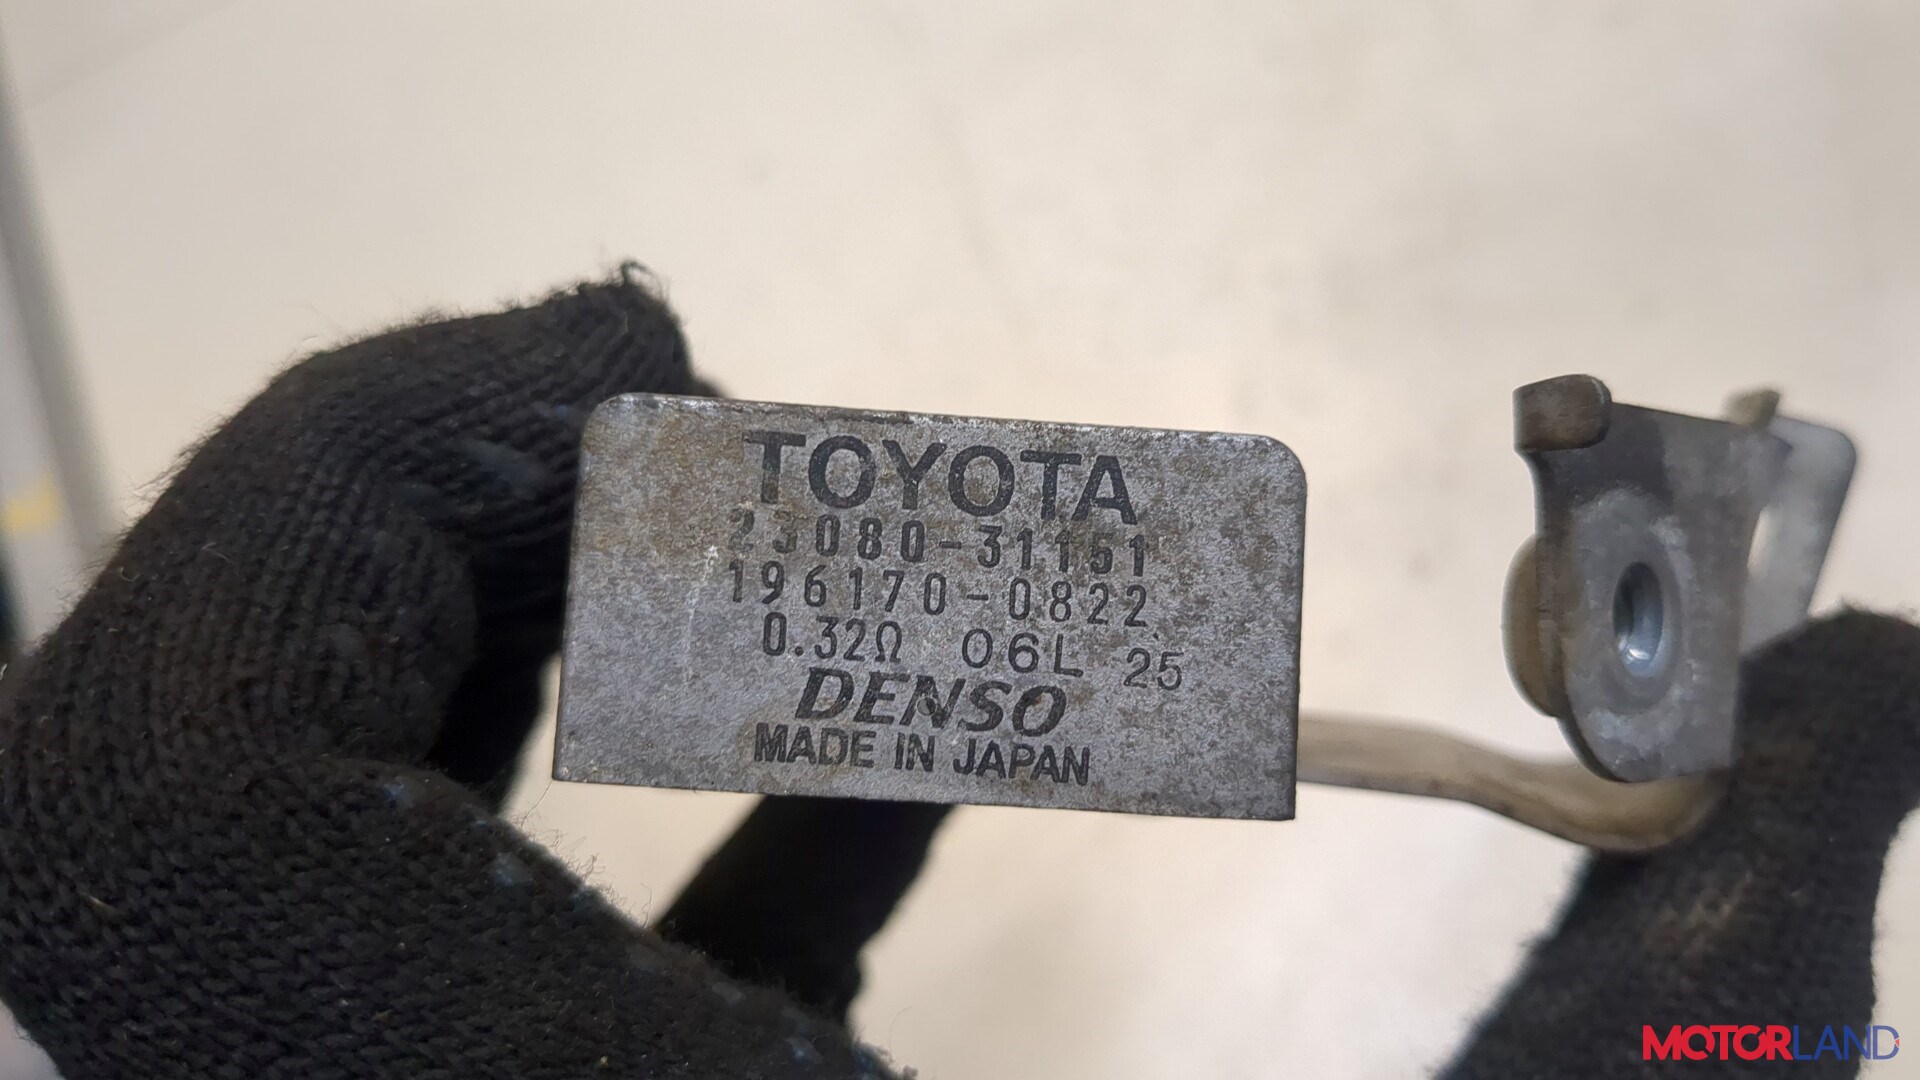 TOYOTA
23080-31151
196170-0822
0.32Ω 06L 25
DENSO
MADE IN JAPAN
MOTORLAND